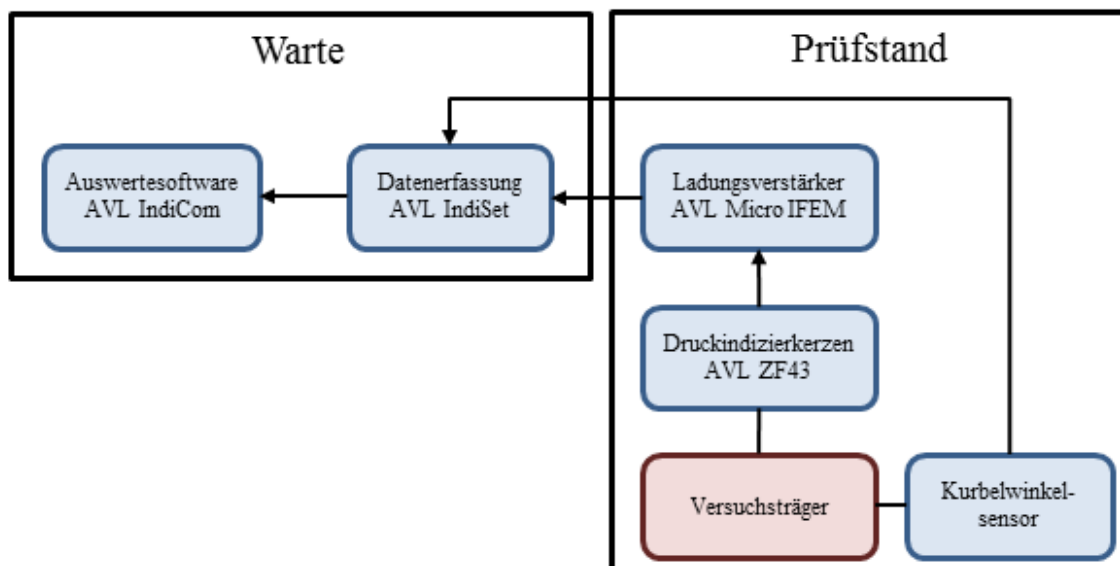 Warte
Prüfstand
Auswertesoftware
AVL IndiCom
Datenerfassung
AVL IndiSet
Ladungsverstärker
AVL Micro IFEM
Druckindizierkerzen
AVL ZF43
Versuchsträger
Kurbelwinkel-
sensor